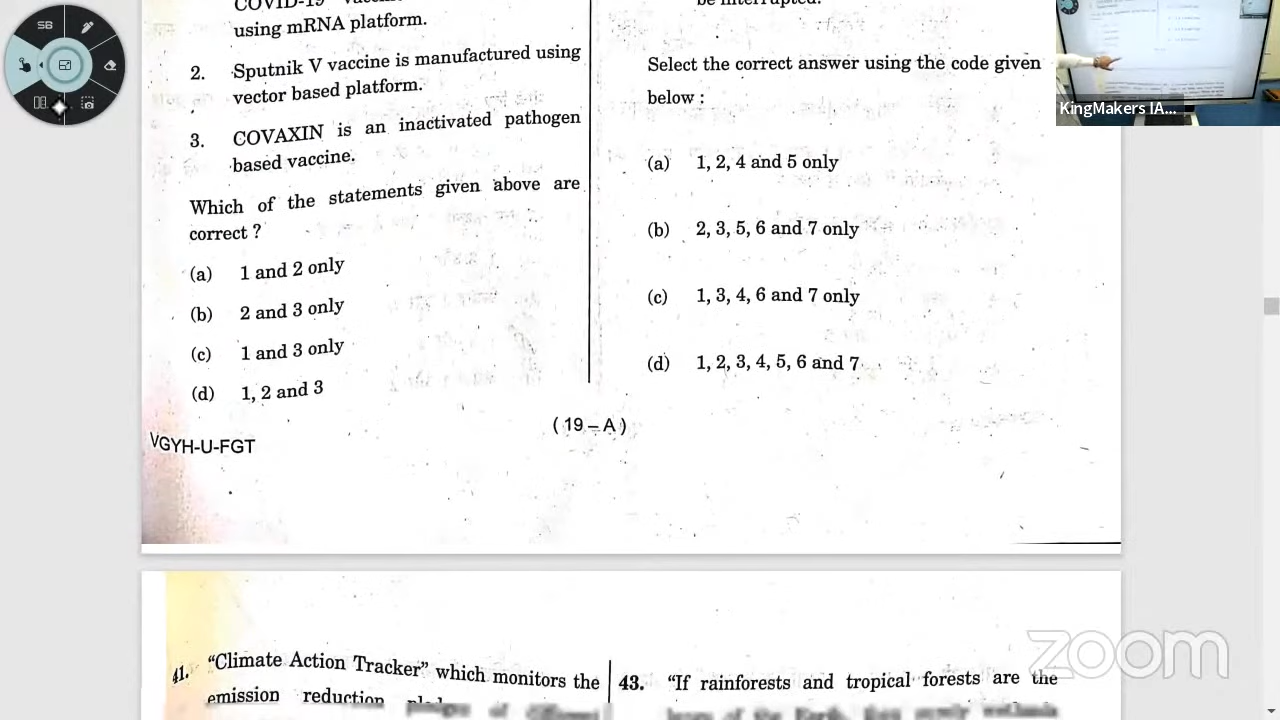 COVID-19
using mRNA platform.
2. Sputnik V vaccine is manufactured using
vector based platform.
3. COVAXIN is an inactivated pathogen
based vaccine.
Which of the statements given above are
correct ?
(a) 1 and 2 only
(b) 2 and 3 only
(c) 1 and 3 only
(d) 1, 2 and 3
be interrupted.
Select the correct answer using the code given
below :
(a) 1, 2, 4 and 5 only
(b) 2, 3, 5, 6 and 7 only
(c) 1, 3, 4, 6 and 7 only
(d) 1, 2, 3, 4, 5, 6 and 7
( 19 – A )
VGYH-U-FGT
41. "Climate Action Tracker" which monitors the
emission reduction
43. "If rainforests and tropical forests are the
SB
KingMakers IA...
zoom